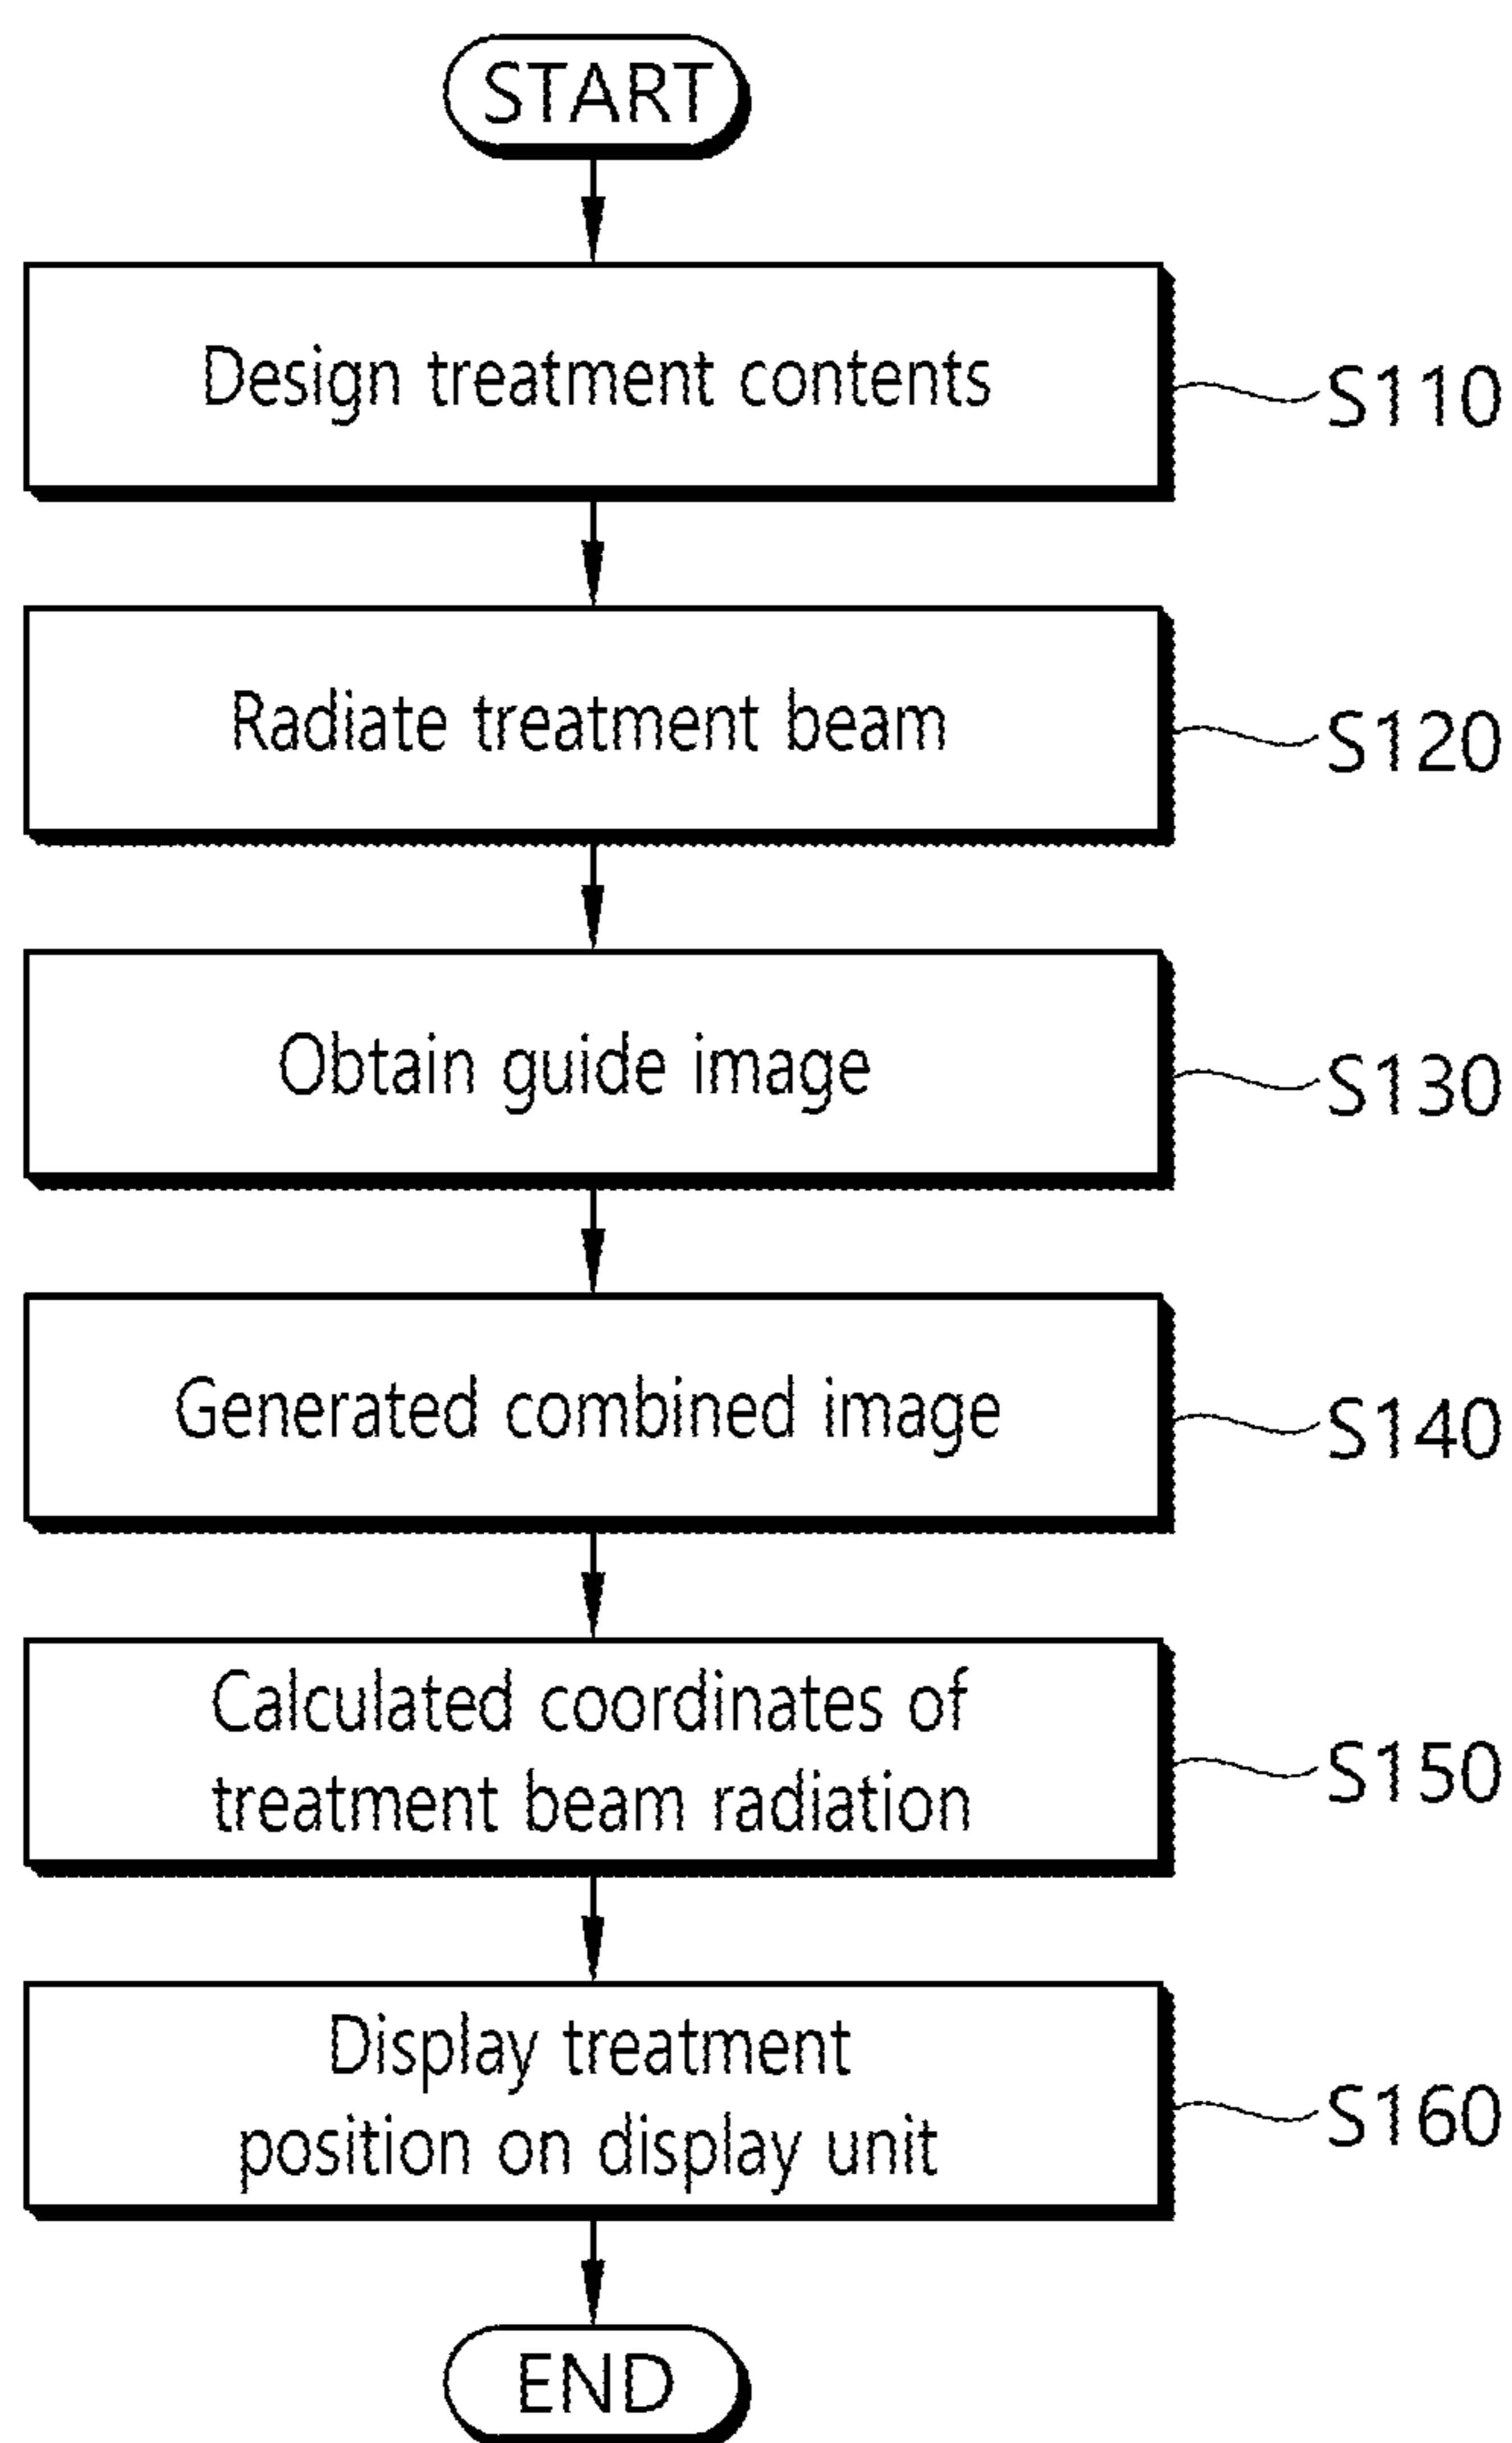 START
Design treatment contents
S110
Radiate treatment beam
S120
Obtain guide image
S130
Generated combined image
S140
Calculated coordinates of
treatment beam radiation
S150
Display treatment
position on display unit
S160
END